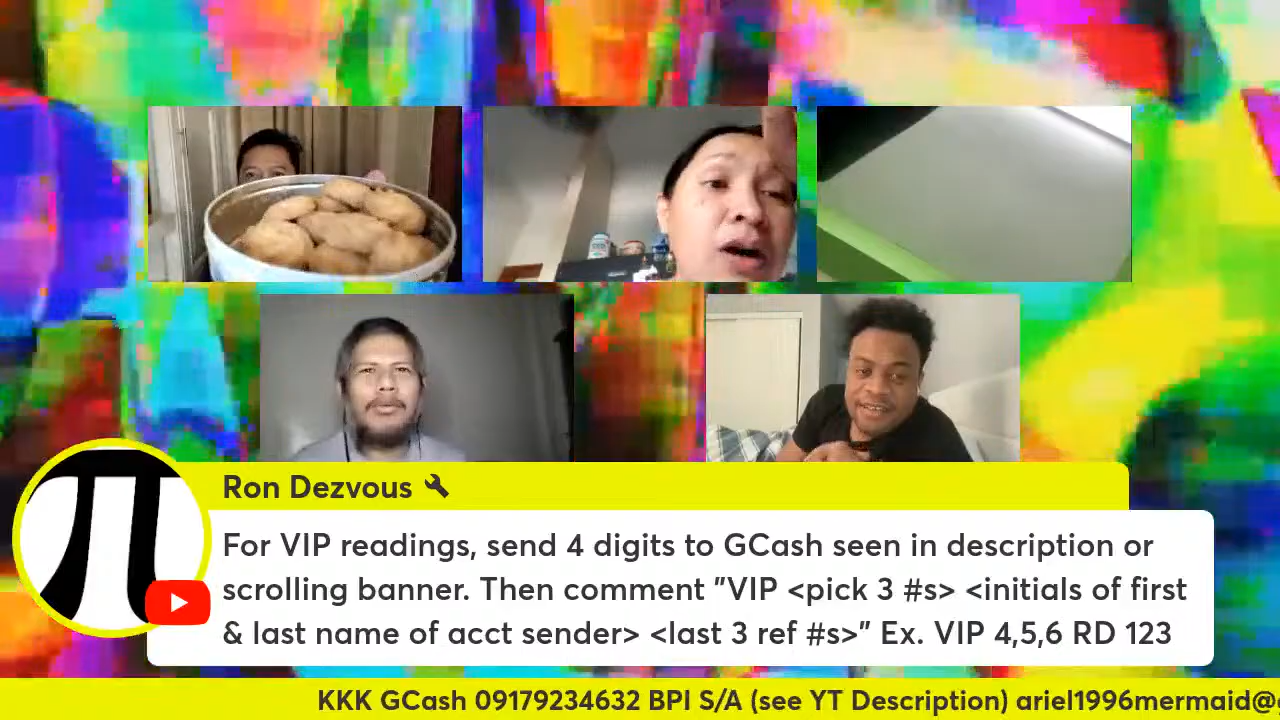 Ron Dezvous
For VIP readings, send 4 digits to GCash seen in description or
scrolling banner. Then comment "VIP <pick 3 #s> <initials of first
& last name of acct sender> <last 3 ref #s>" Ex. VIP 4,5,6 RD 123
KKK GCash 09179234632 BPI S/A (see YT Description) ariel1996mermaid@